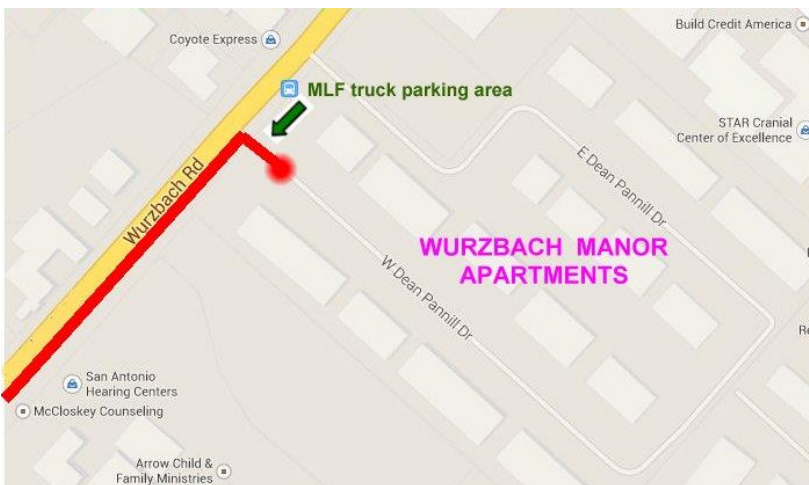 Build Credit America
Coyote Express
MLF truck parking area
STAR Cranial
Center of Excellence
E Dean Pannill Dr
Wurzbach Rd
WURZBACH MANOR
APARTMENTS
W Dean Pannill Dr
Re
San Antonio
Hearing Centers
McCloskey Counseling
Arrow Child &
Family Ministries